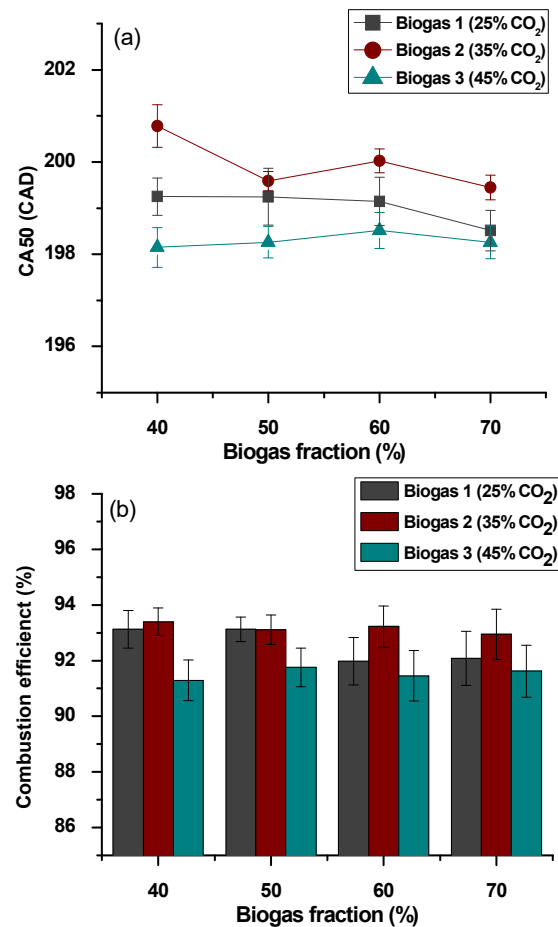 (a)
Biogas 1 (25% CO₂)
Biogas 2 (35% CO₂)
Biogas 3 (45% CO₂)
202
200
198
196
CA50 (CAD)
40 50 60 70
Biogas fraction (%)
(b)
Biogas 1 (25% CO₂)
Biogas 2 (35% CO₂)
Biogas 3 (45% CO₂)
98
96
94
92
90
88
86
Combustion efficienct (%)
40 50 60 70
Biogas fraction (%)